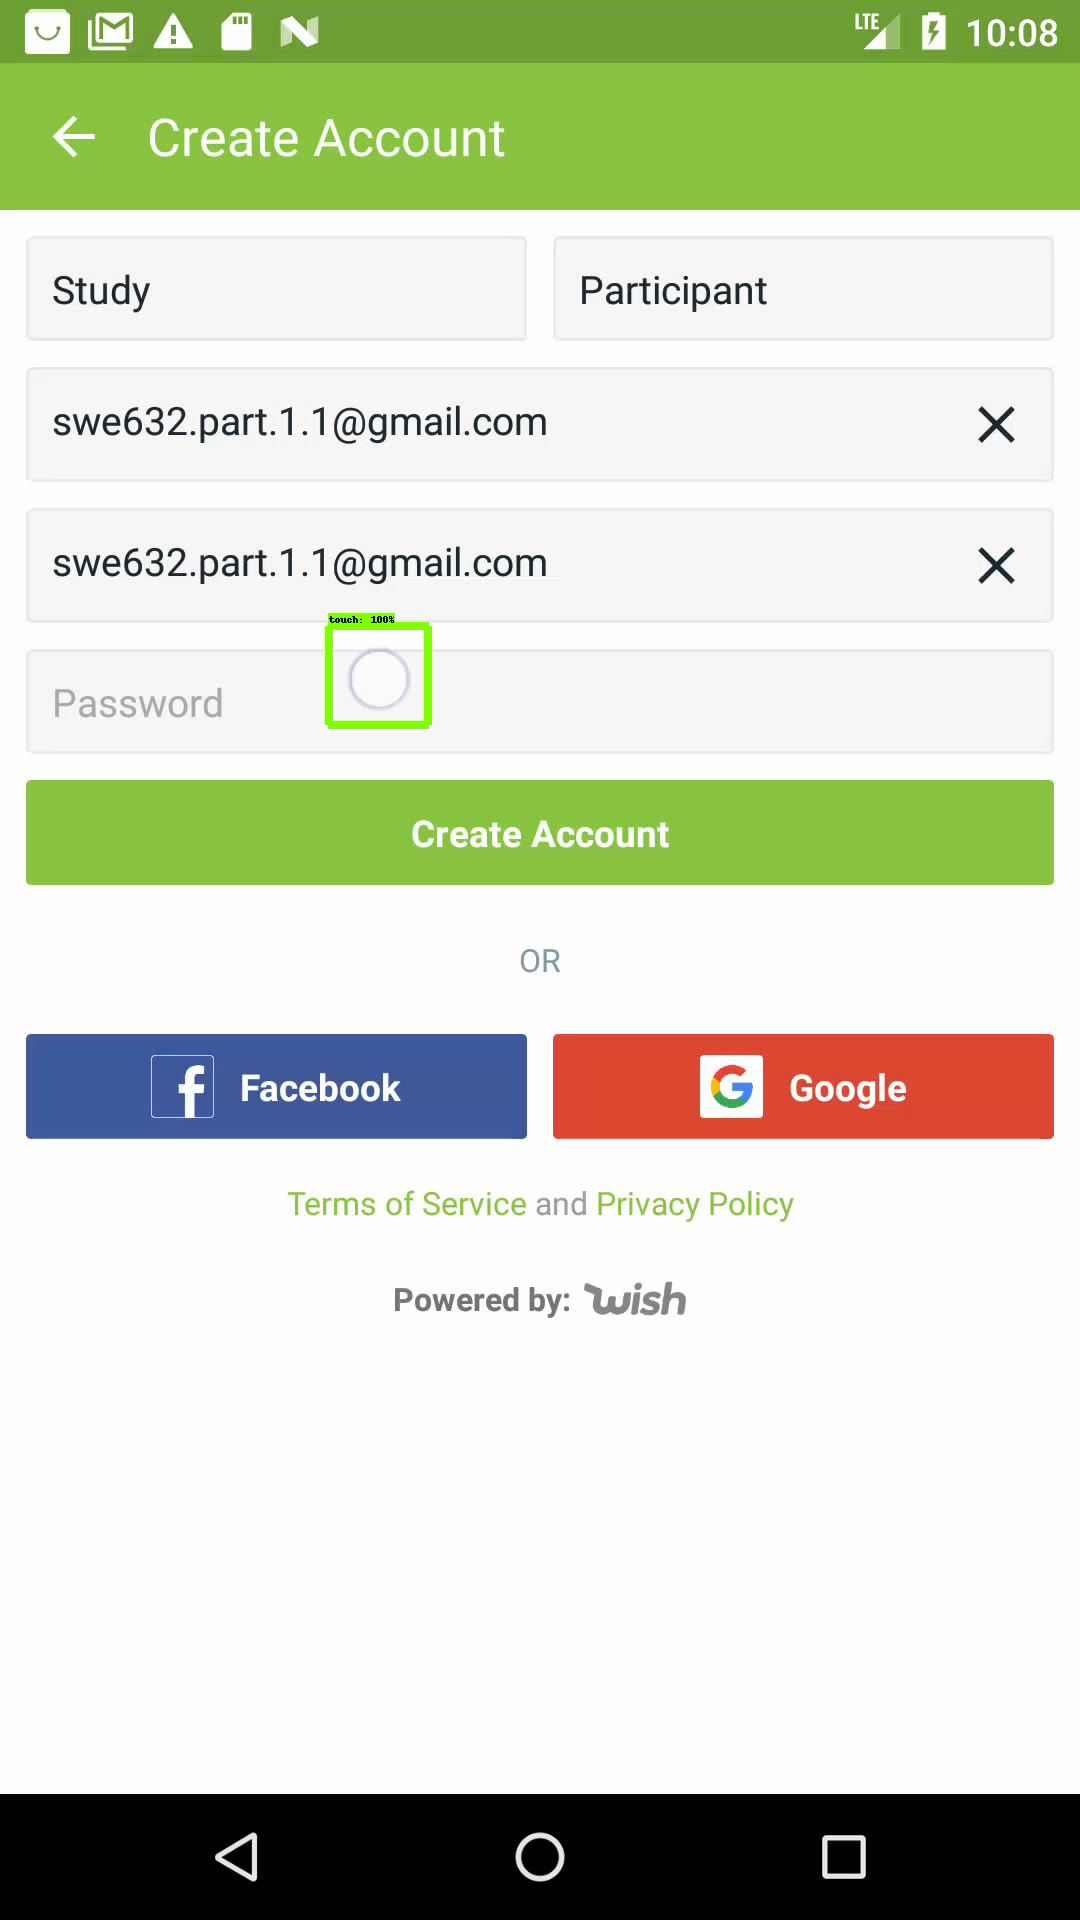 LTE 10:08
Create Account
Study Participant
swe632.part.1.1@gmail.com
swe632.part.1.1@gmail.com
touch: 100%
Password
Create Account
OR
Facebook Google
Terms of Service and Privacy Policy
Powered by: wish